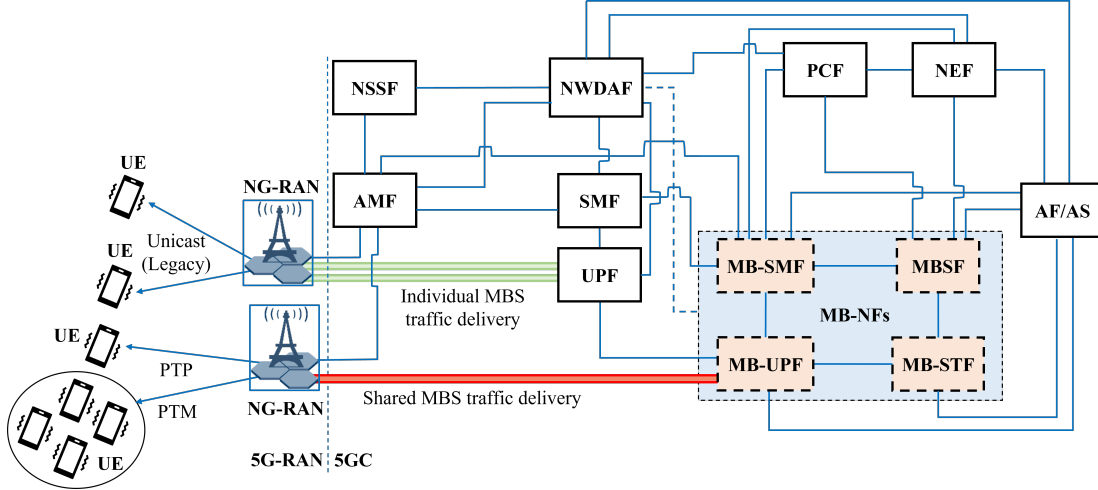 NSSF
NWDAF
PCF
NEF
UE
NG-RAN
AMF
SMF
AF/AS
Unicast
(Legacy)
UE
UPF
MB-SMF
MBSF
Individual MBS
traffic delivery
MB-NFs
UE
PTP
MB-UPF
MB-STF
PTM
NG-RAN
Shared MBS traffic delivery
UE
5G-RAN
5GC